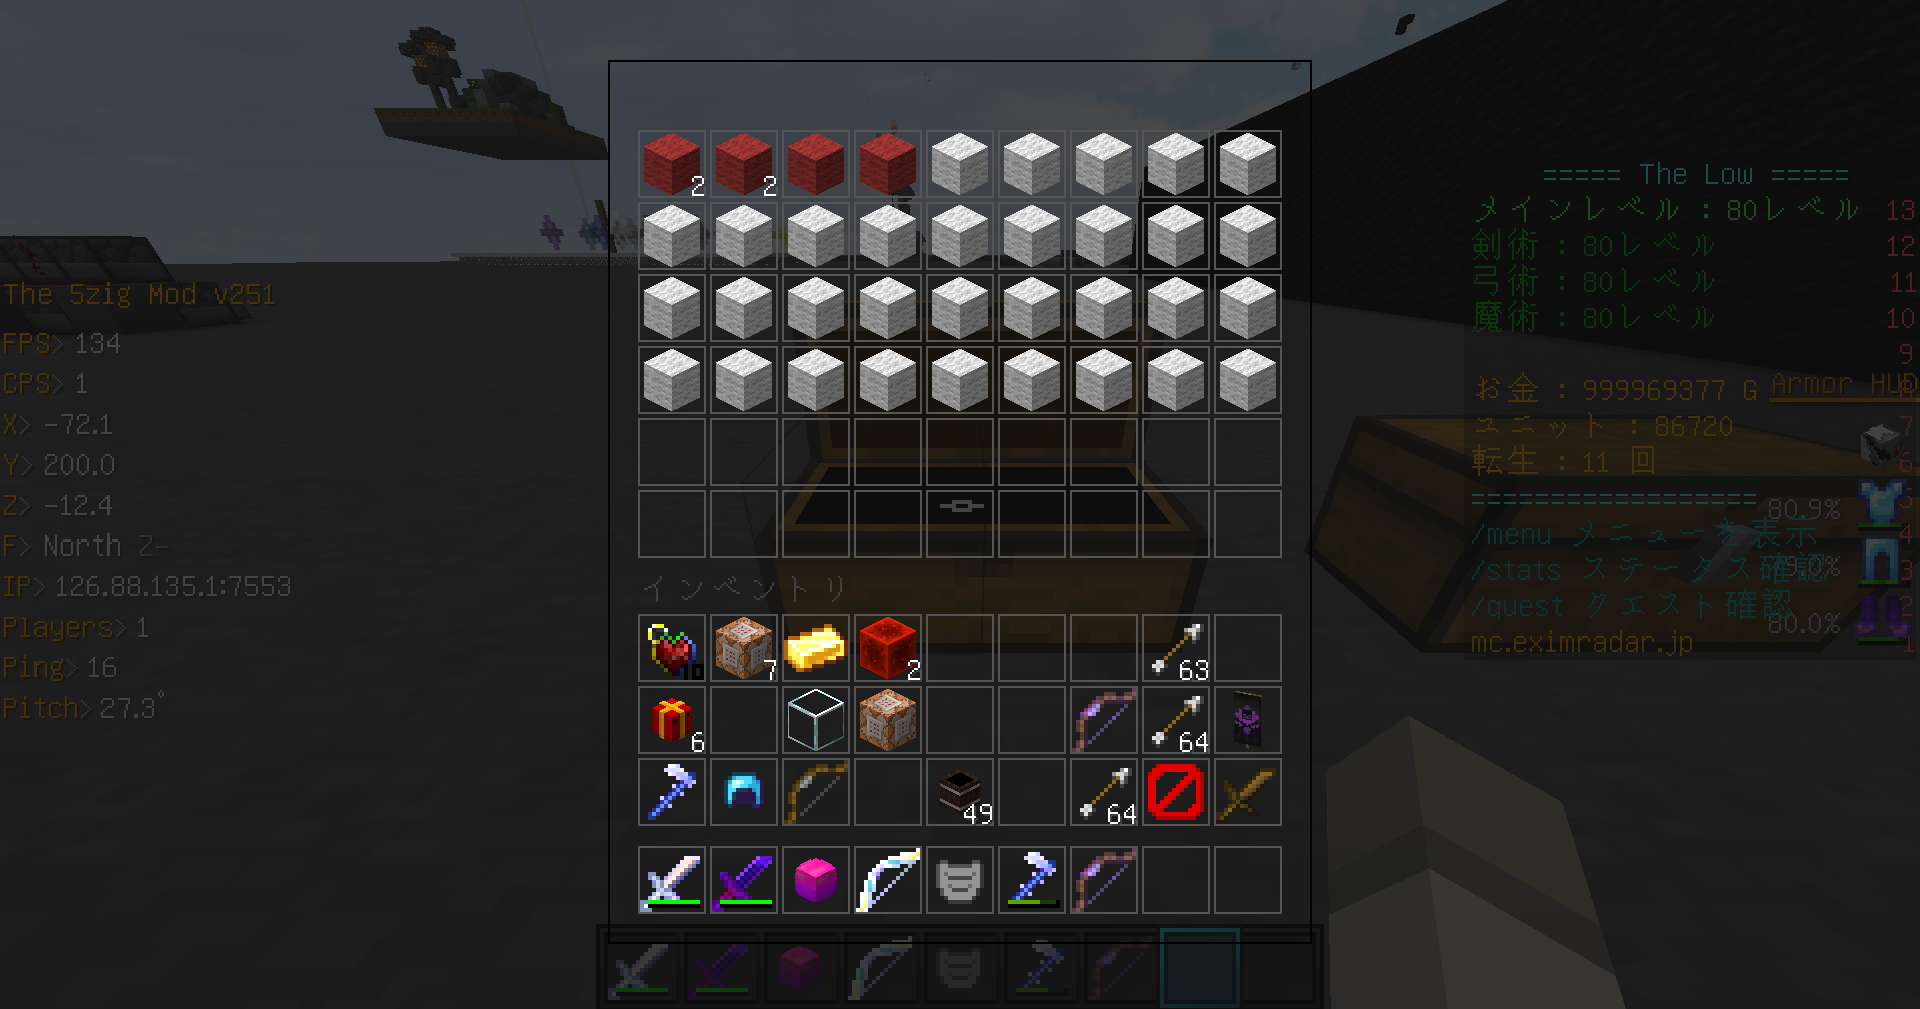 The 5zig Mod v251
FPS> 134
CPS> 1
X> -72.1
Y> 200.0
Z> -12.4
F> North Z-
IP> 126.88.135.1:7553
Players> 1
Ping> 16
Pitch> 27.3°
2
2
インベントリ
7
2
63
6
64
49
64
===== The Low =====
メインレベル : 80レベル 13
剣術 : 80レベル 12
弓術 : 80レベル 11
魔術 : 80レベル 10
9
お金 : 999969377 G
Armor HUD
ユニット : 86720 7
転生 : 11 回 6
==================
80.9%
/menu メニューを表示 4
/stats ステータス確認 3
/quest クエスト確認 2
80.0%
mc.eximradar.jp 1